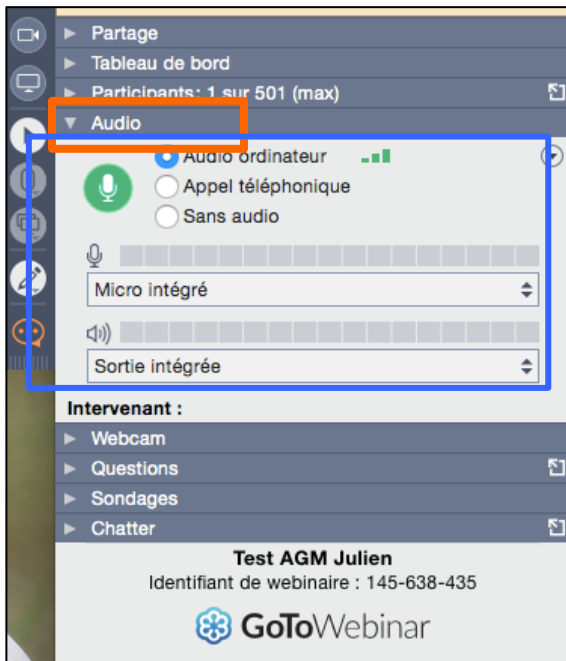 Partage
Tableau de bord
Participants: 1 sur 501 (max)
Audio
Audio ordinateur
Appel téléphonique
Sans audio
Micro intégré
Sortie intégrée
Intervenant :
Webcam
Questions
Sondages
Chatter
Test AGM Julien
Identifiant de webinaire : 145-638-435
GoToWebinar